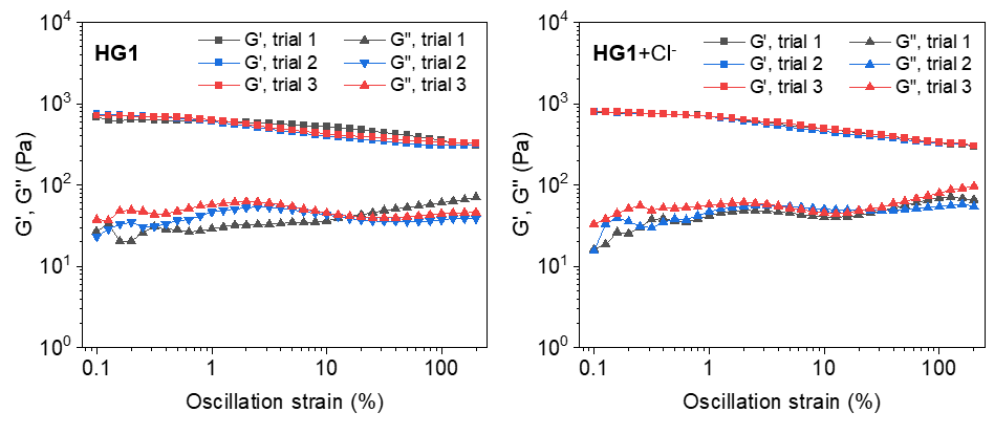 HG1
G', trial 1
G", trial 1
G', trial 2
G", trial 2
G', trial 3
G", trial 3
10⁴
10³
10²
10¹
10⁰
G', G" (Pa)
0.1
1
10
100
Oscillation strain (%)
HG1+Cl⁻
G', trial 1
G", trial 1
G', trial 2
G", trial 2
G', trial 3
G", trial 3
10⁴
10³
10²
10¹
10⁰
G', G" (Pa)
0.1
1
10
100
Oscillation strain (%)